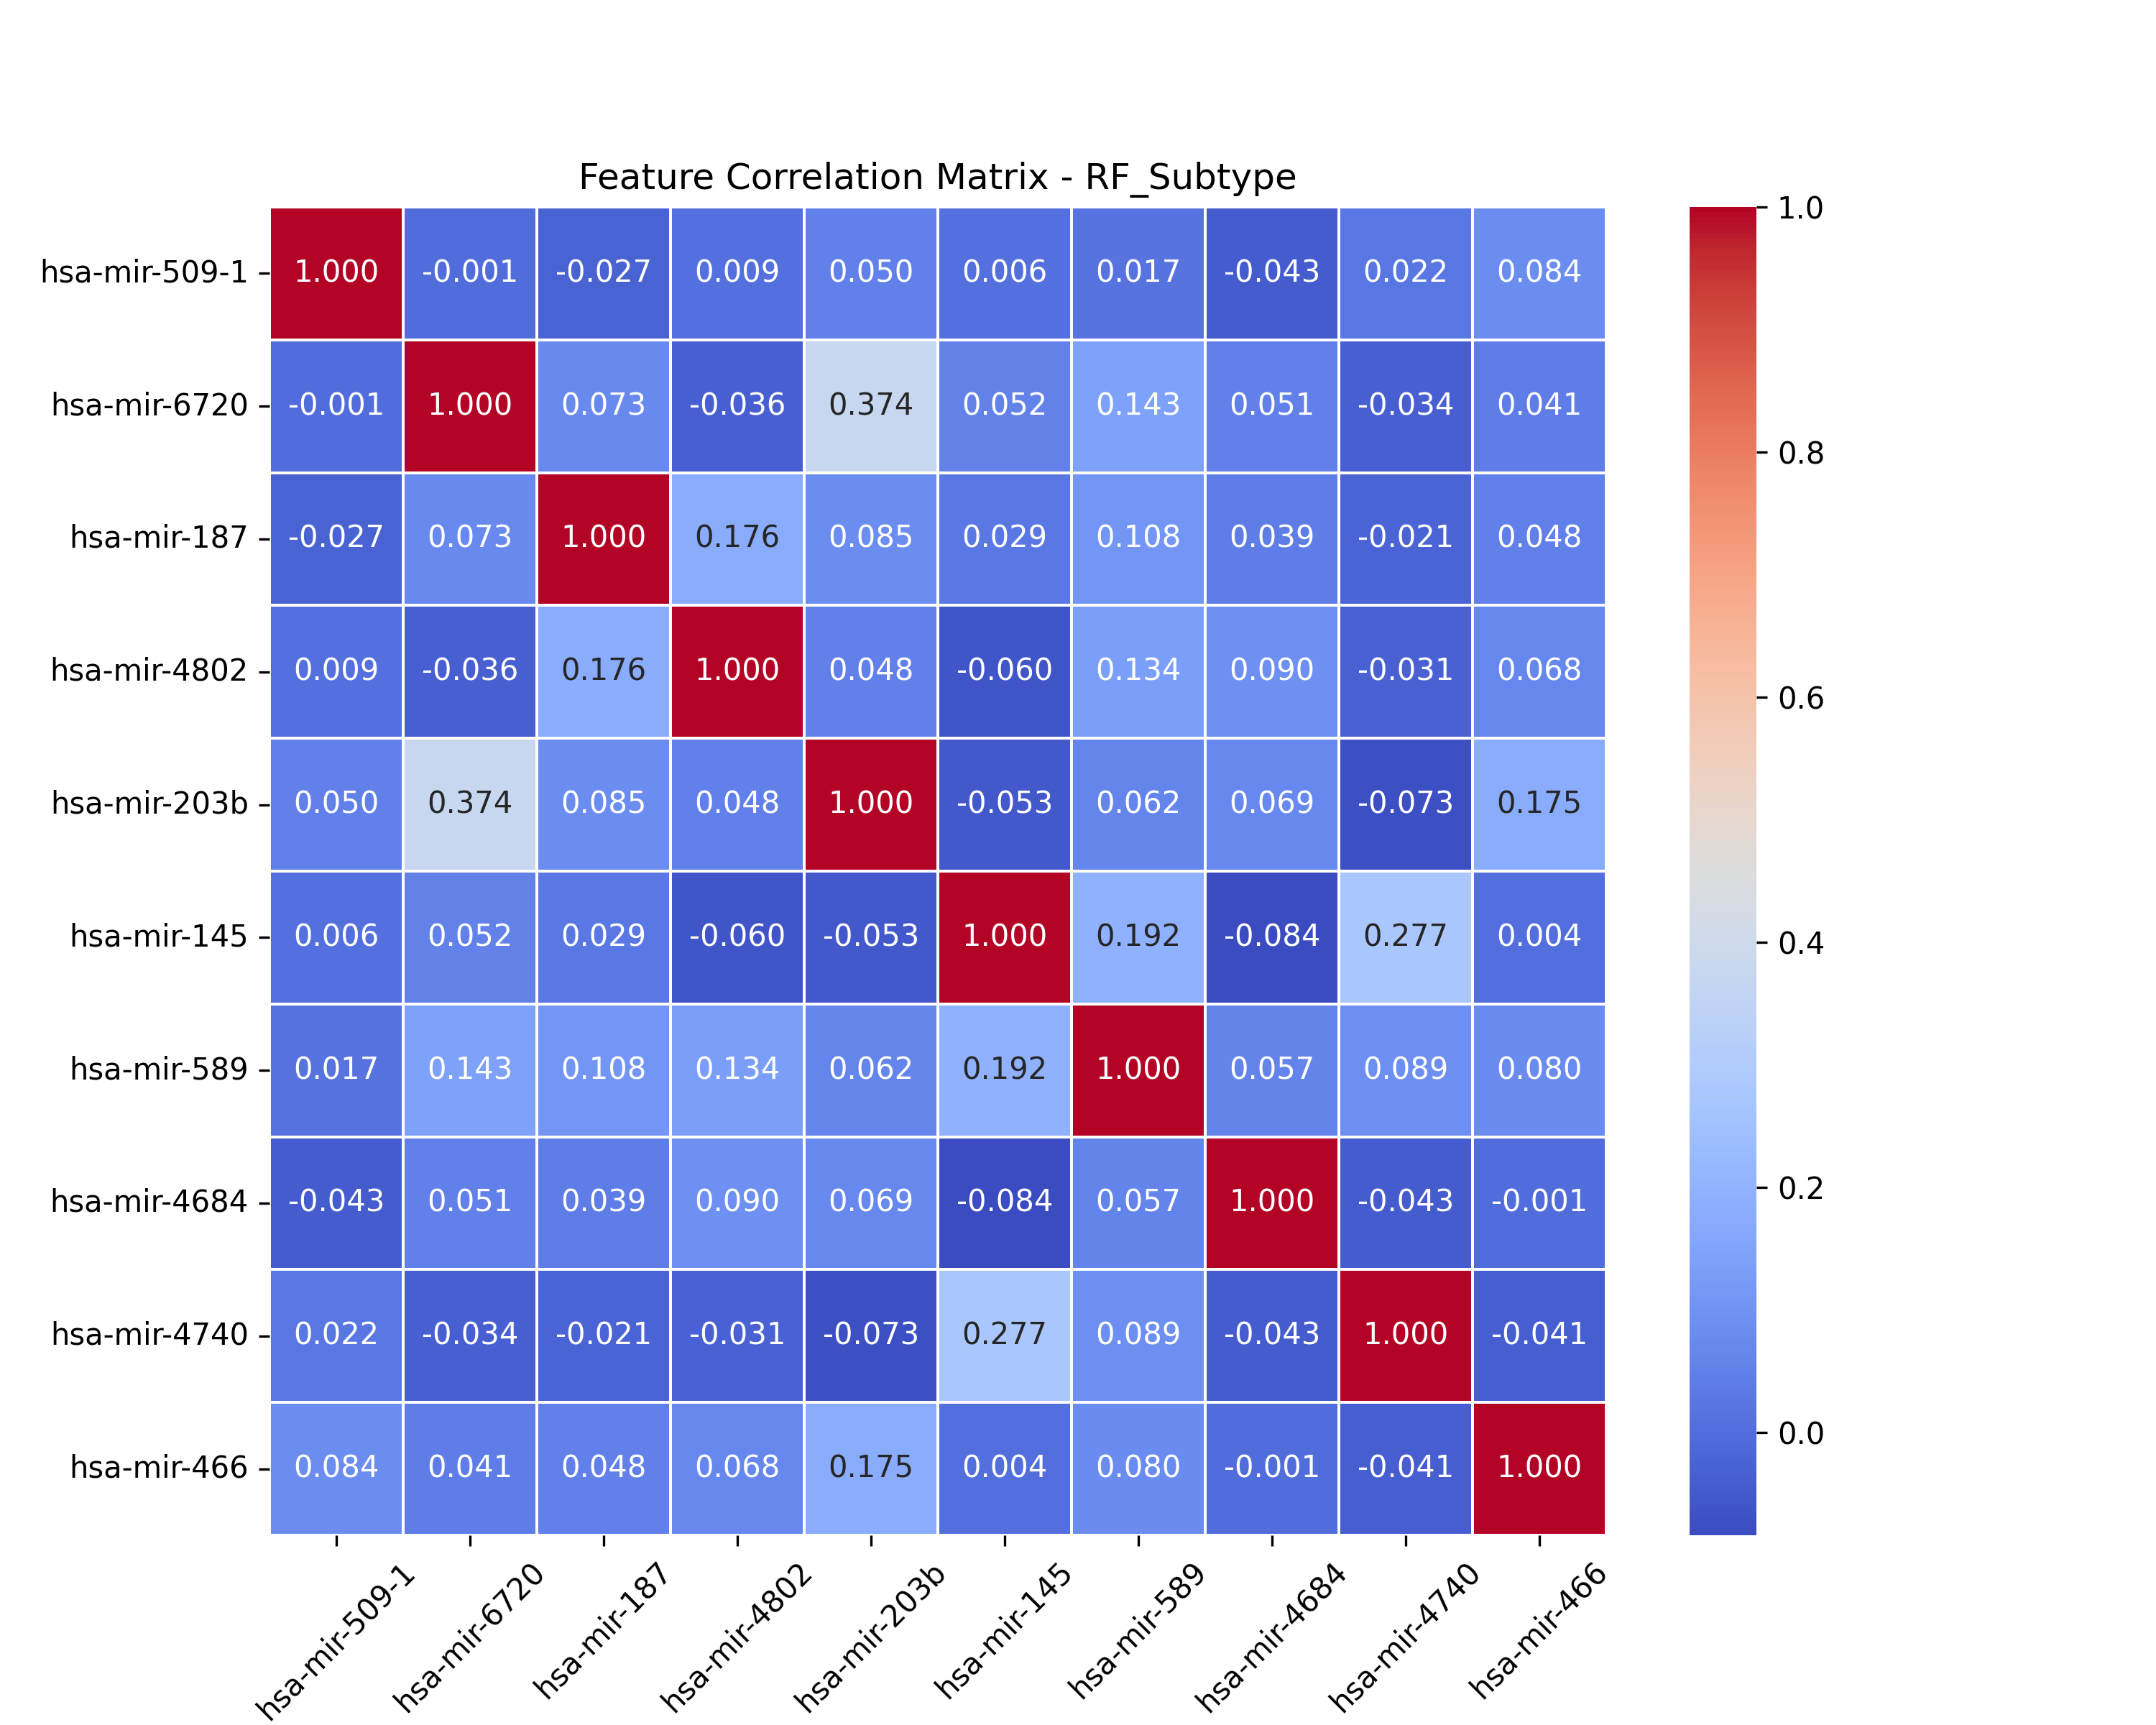 Feature Correlation Matrix - RF_Subtype
hsa-mir-509-1 1.000 -0.001 -0.027 0.009 0.050 0.006 0.017 -0.043 0.022 0.084
hsa-mir-6720 -0.001 1.000 0.073 -0.036 0.374 0.052 0.143 0.051 -0.034 0.041
hsa-mir-187 -0.027 0.073 1.000 0.176 0.085 0.029 0.108 0.039 -0.021 0.048
hsa-mir-4802 0.009 -0.036 0.176 1.000 0.048 -0.060 0.134 0.090 -0.031 0.068
hsa-mir-203b 0.050 0.374 0.085 0.048 1.000 -0.053 0.062 0.069 -0.073 0.175
hsa-mir-145 0.006 0.052 0.029 -0.060 -0.053 1.000 0.192 -0.084 0.277 0.004
hsa-mir-589 0.017 0.143 0.108 0.134 0.062 0.192 1.000 0.057 0.089 0.080
hsa-mir-4684 -0.043 0.051 0.039 0.090 0.069 -0.084 0.057 1.000 -0.043 -0.001
hsa-mir-4740 0.022 -0.034 -0.021 -0.031 -0.073 0.277 0.089 -0.043 1.000 -0.041
hsa-mir-466 0.084 0.041 0.048 0.068 0.175 0.004 0.080 -0.001 -0.041 1.000
hsa-mir-509-1 hsa-mir-6720 hsa-mir-187 hsa-mir-4802 hsa-mir-203b hsa-mir-145 hsa-mir-589 hsa-mir-4684 hsa-mir-4740 hsa-mir-466
1.0
0.8
0.6
0.4
0.2
0.0